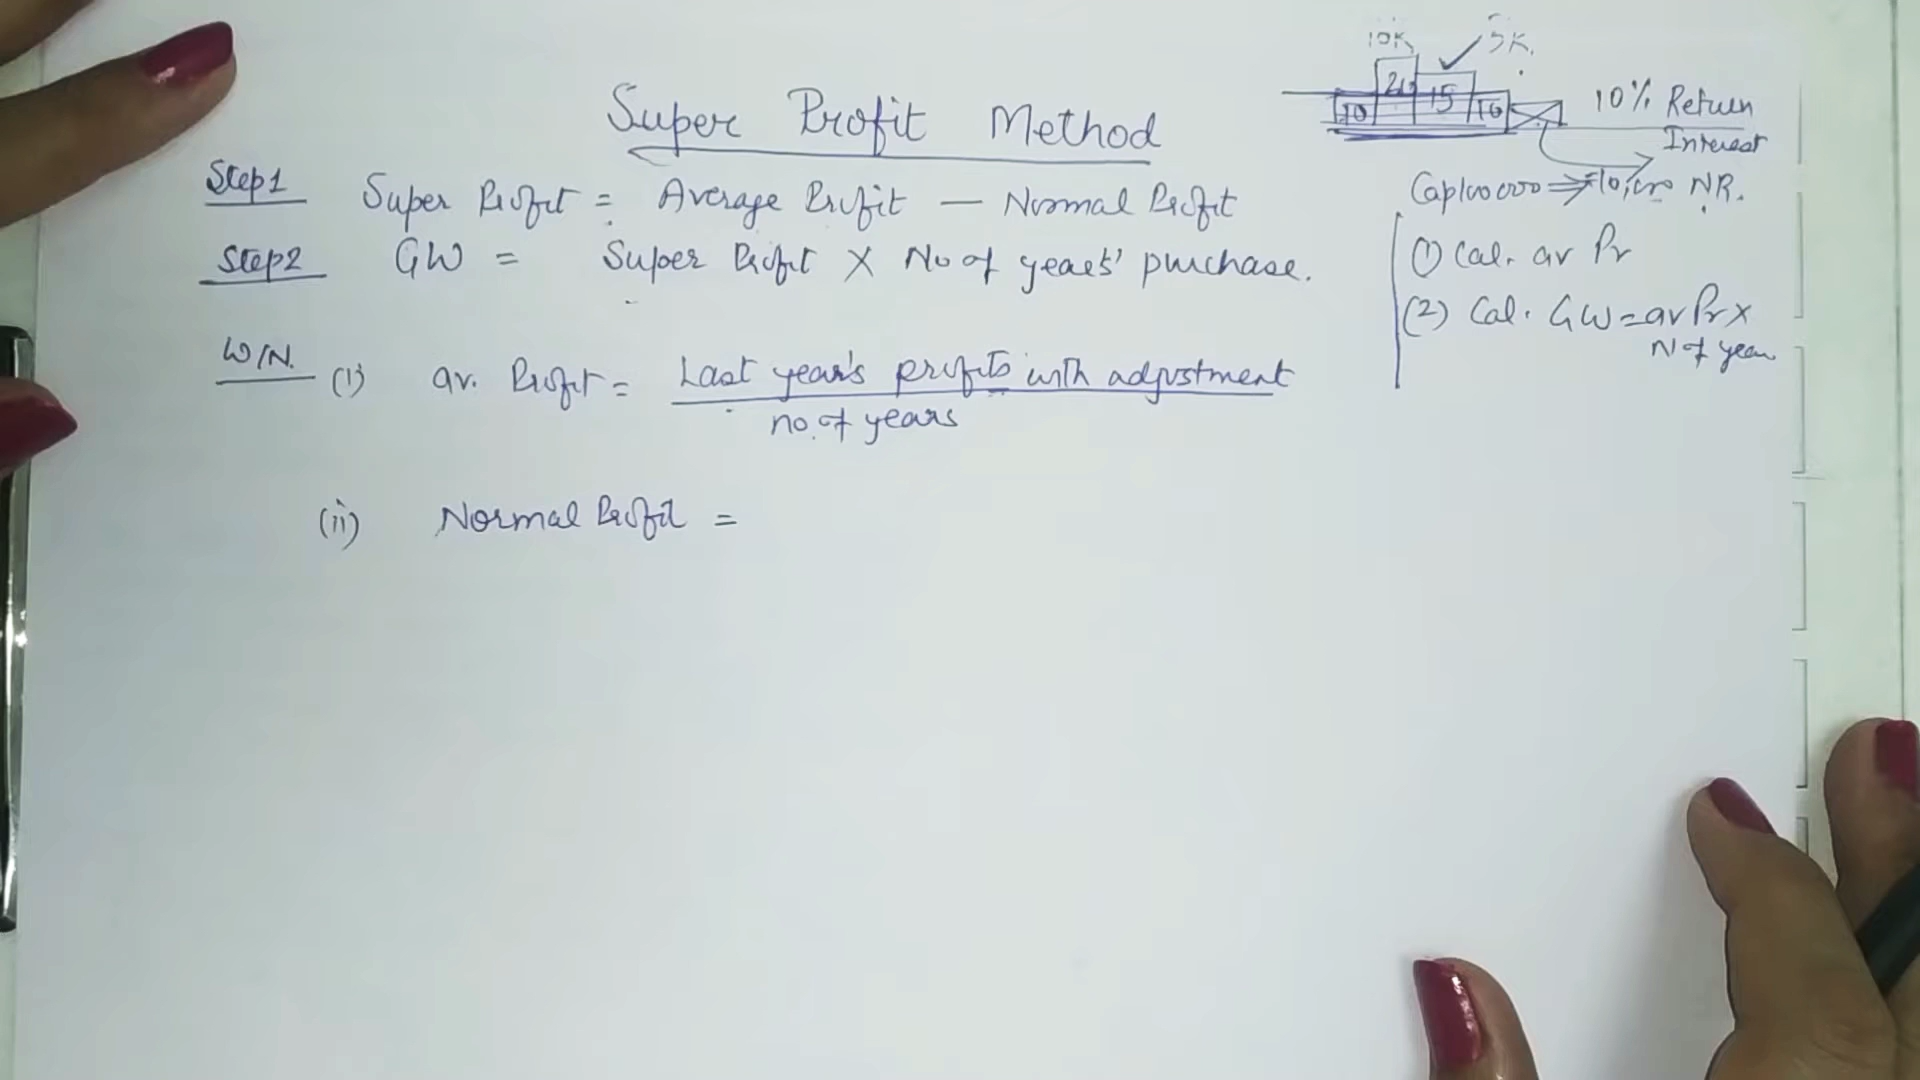 Super Profit Method
Step1 Super Profit = Average Profit — Normal Profit
Step2 GW = Super Profit X No of years' purchase.
W/N. (i) av. Profit = Last year's profits with adjustment
no. of years
(ii) Normal Profit =
10K 5K.
10 20 15 10 10% Return
Interest
NR.
(1) Cal. av Pr
(2) Cal. GW = av Pr x
N of year